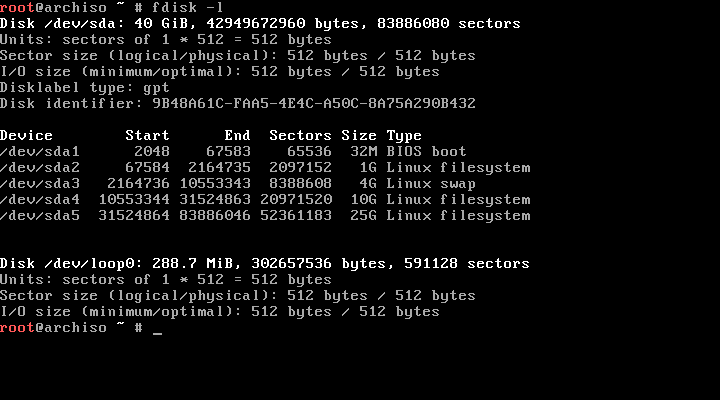 root@archiso ~ # fdisk -l
Disk /dev/sda: 40 GiB, 42949672960 bytes, 83886080 sectors
Units: sectors of 1 * 512 = 512 bytes
Sector size (logical/physical): 512 bytes / 512 bytes
I/O size (minimum/optimal): 512 bytes / 512 bytes
Disklabel type: gpt
Disk identifier: 9B48A61C-FAA5-4E4C-A50C-8A75A290B432
Device Start End Sectors Size Type
/dev/sda1 2048 67583 65536 32M BIOS boot
/dev/sda2 67584 2164735 2097152 1G Linux filesystem
/dev/sda3 2164736 10553343 8388608 4G Linux swap
/dev/sda4 10553344 31524863 20971520 10G Linux filesystem
/dev/sda5 31524864 83886046 52361183 25G Linux filesystem
Disk /dev/loop0: 288.7 MiB, 302657536 bytes, 591128 sectors
Units: sectors of 1 * 512 = 512 bytes
Sector size (logical/physical): 512 bytes / 512 bytes
I/O size (minimum/optimal): 512 bytes / 512 bytes
root@archiso ~ # _